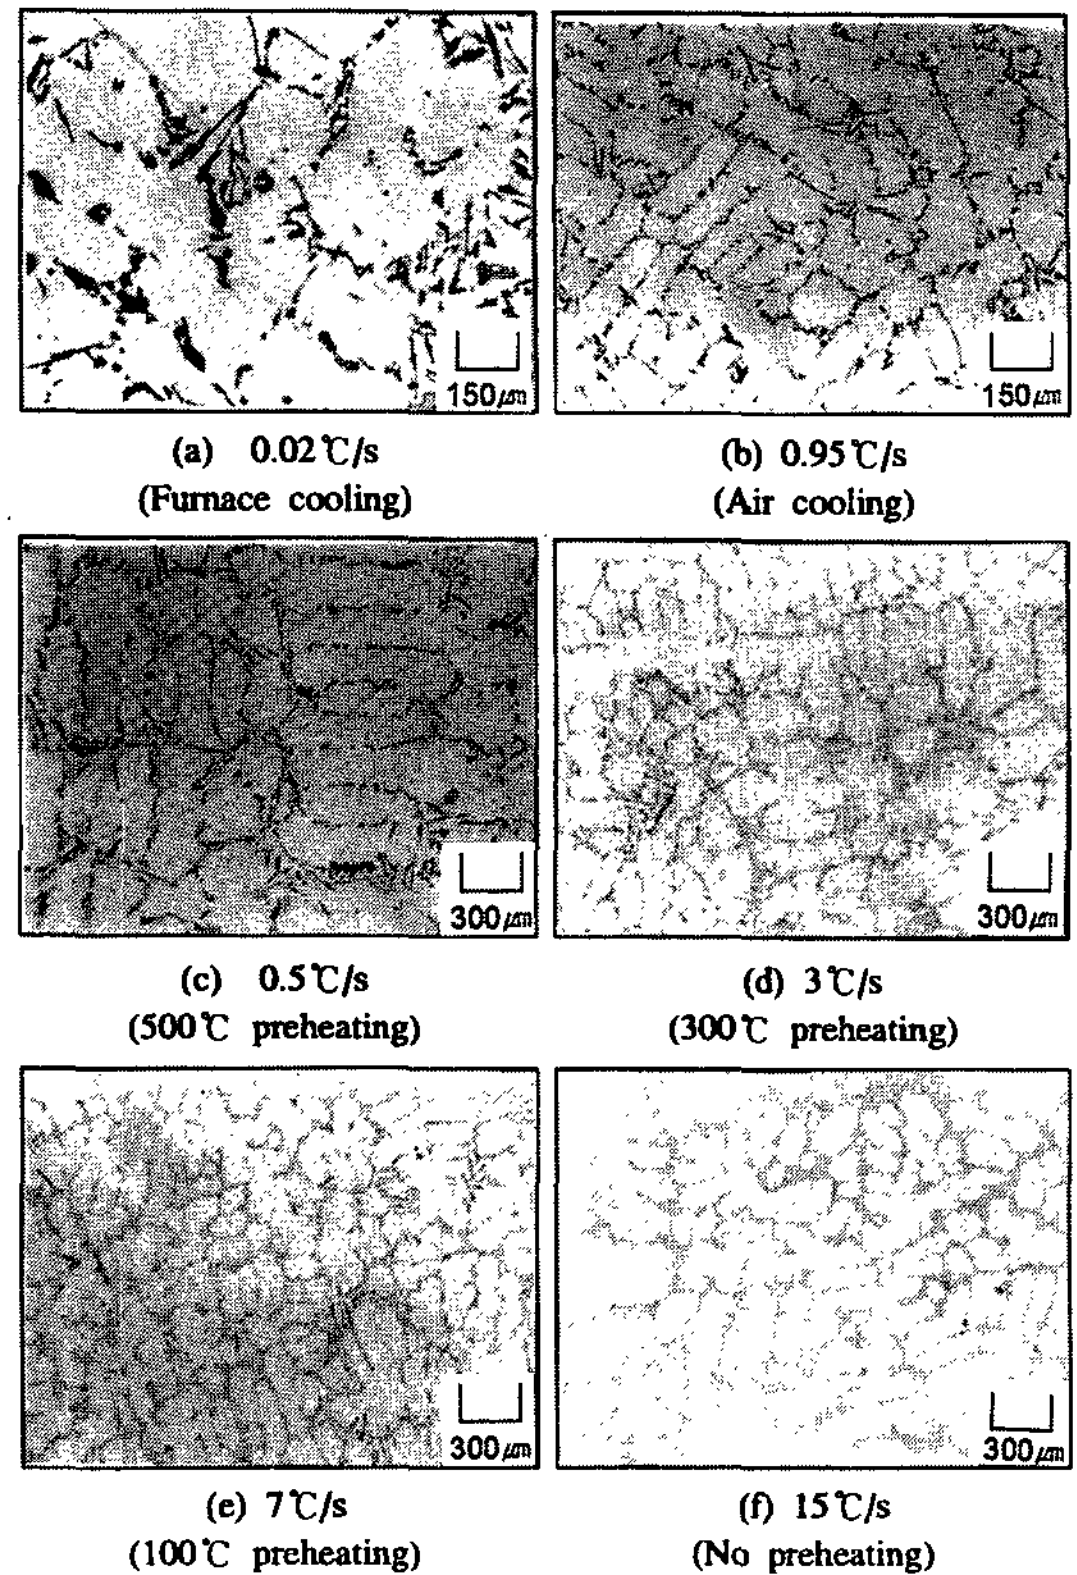 150㎛
150㎛
(a) 0.02℃/s
(Furnace cooling)
(b) 0.95℃/s
(Air cooling)
300㎛
300㎛
(c) 0.5℃/s
(500℃ preheating)
(d) 3℃/s
(300℃ preheating)
300㎛
300㎛
(e) 7℃/s
(100℃ preheating)
(f) 15℃/s
(No preheating)